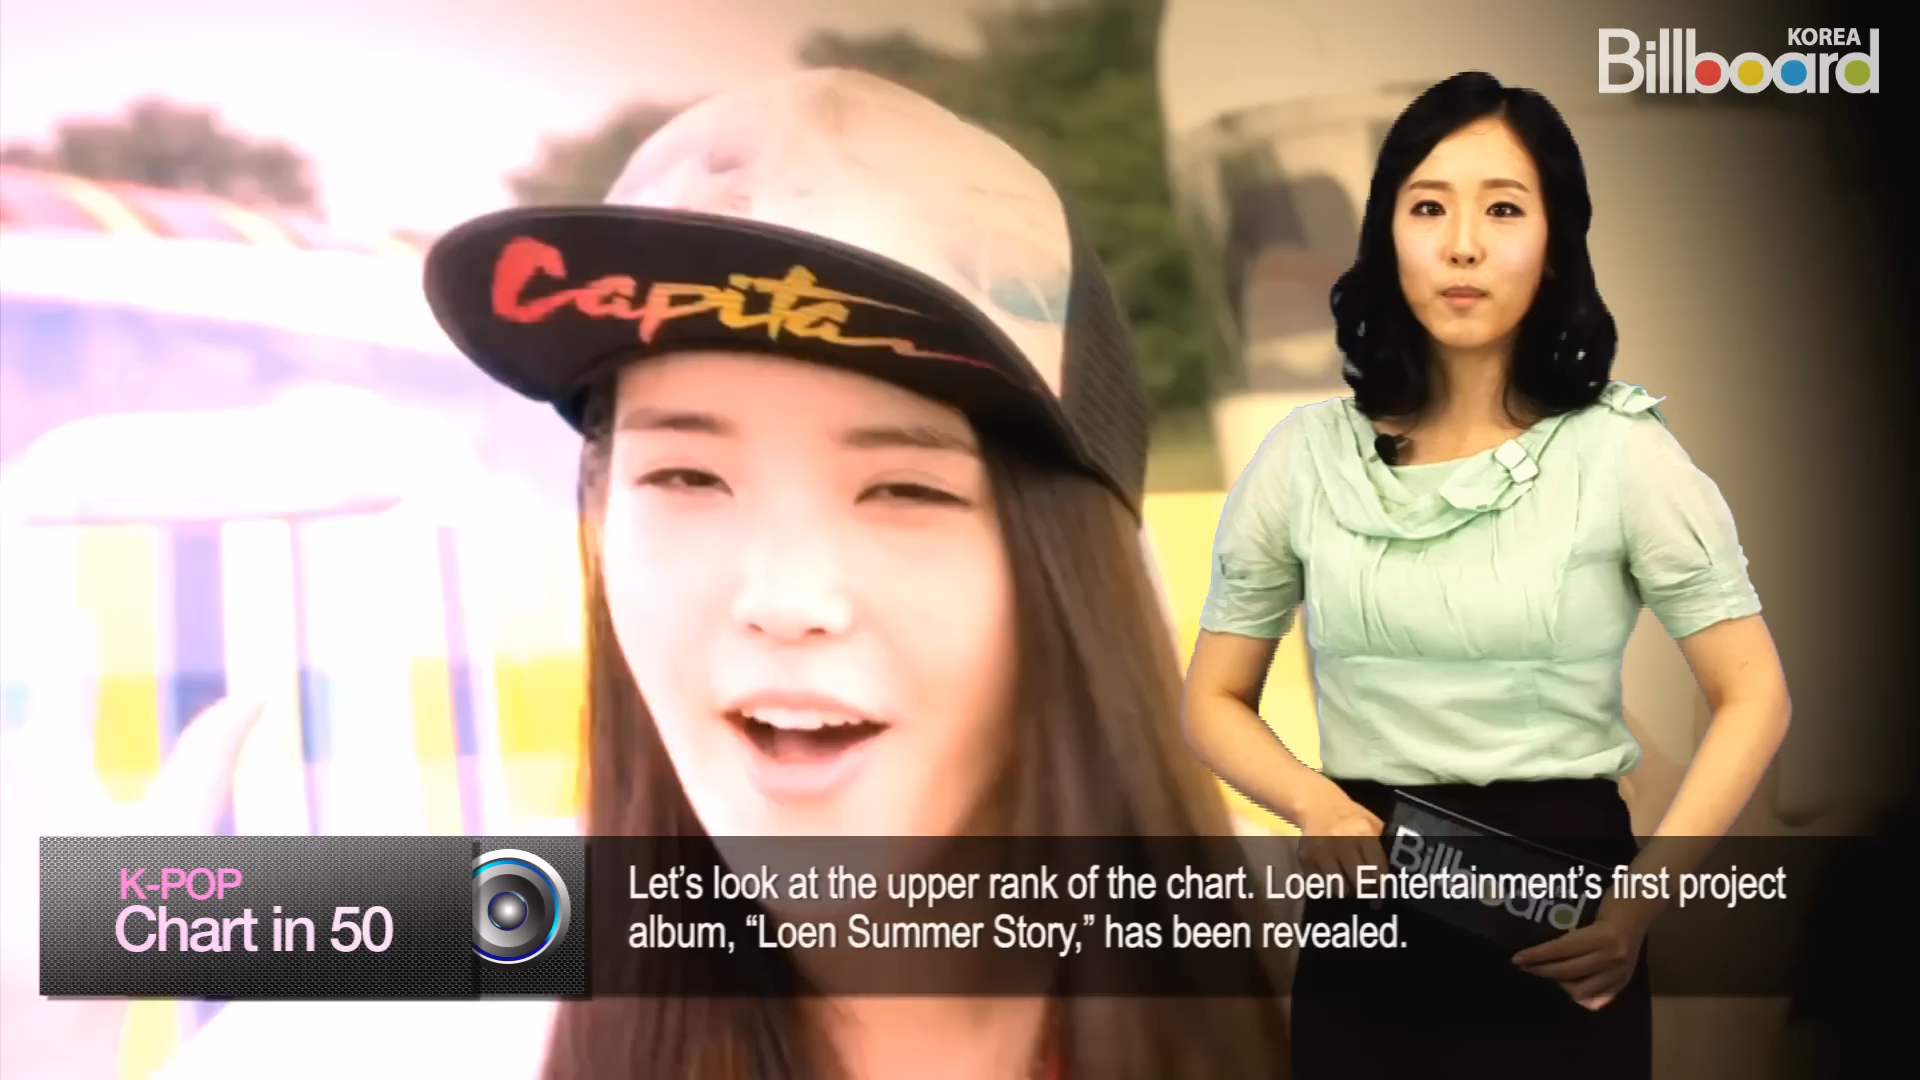 KOREA
Billboard
Capita
Billboard
K-POP
Chart in 50
Let's look at the upper rank of the chart. Loen Entertainment's first project
album, “Loen Summer Story,” has been revealed.